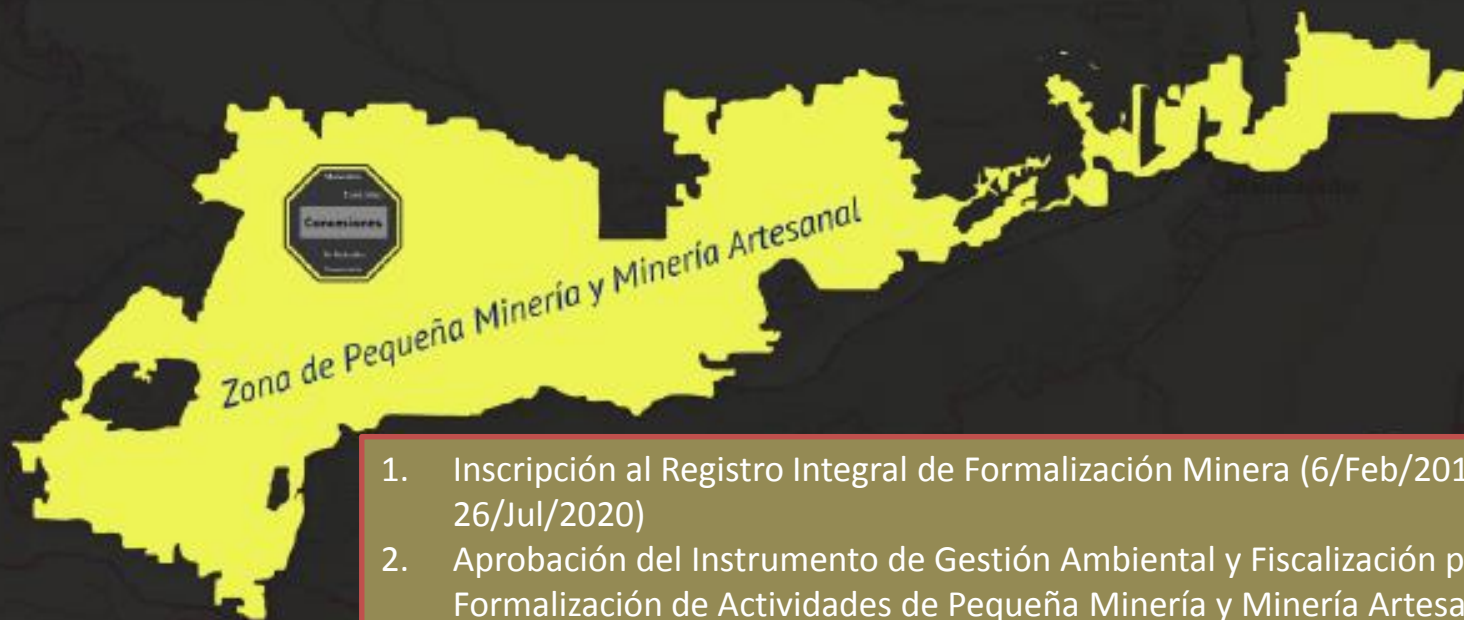 Concesiones
Zona de Pequeña Minería y Minería Artesanal
1. Inscripción al Registro Integral de Formalización Minera (6/Feb/201
26/Jul/2020)
2. Aprobación del Instrumento de Gestión Ambiental y Fiscalización p
Formalización de Actividades de Pequeña Minería y Minería Artesa